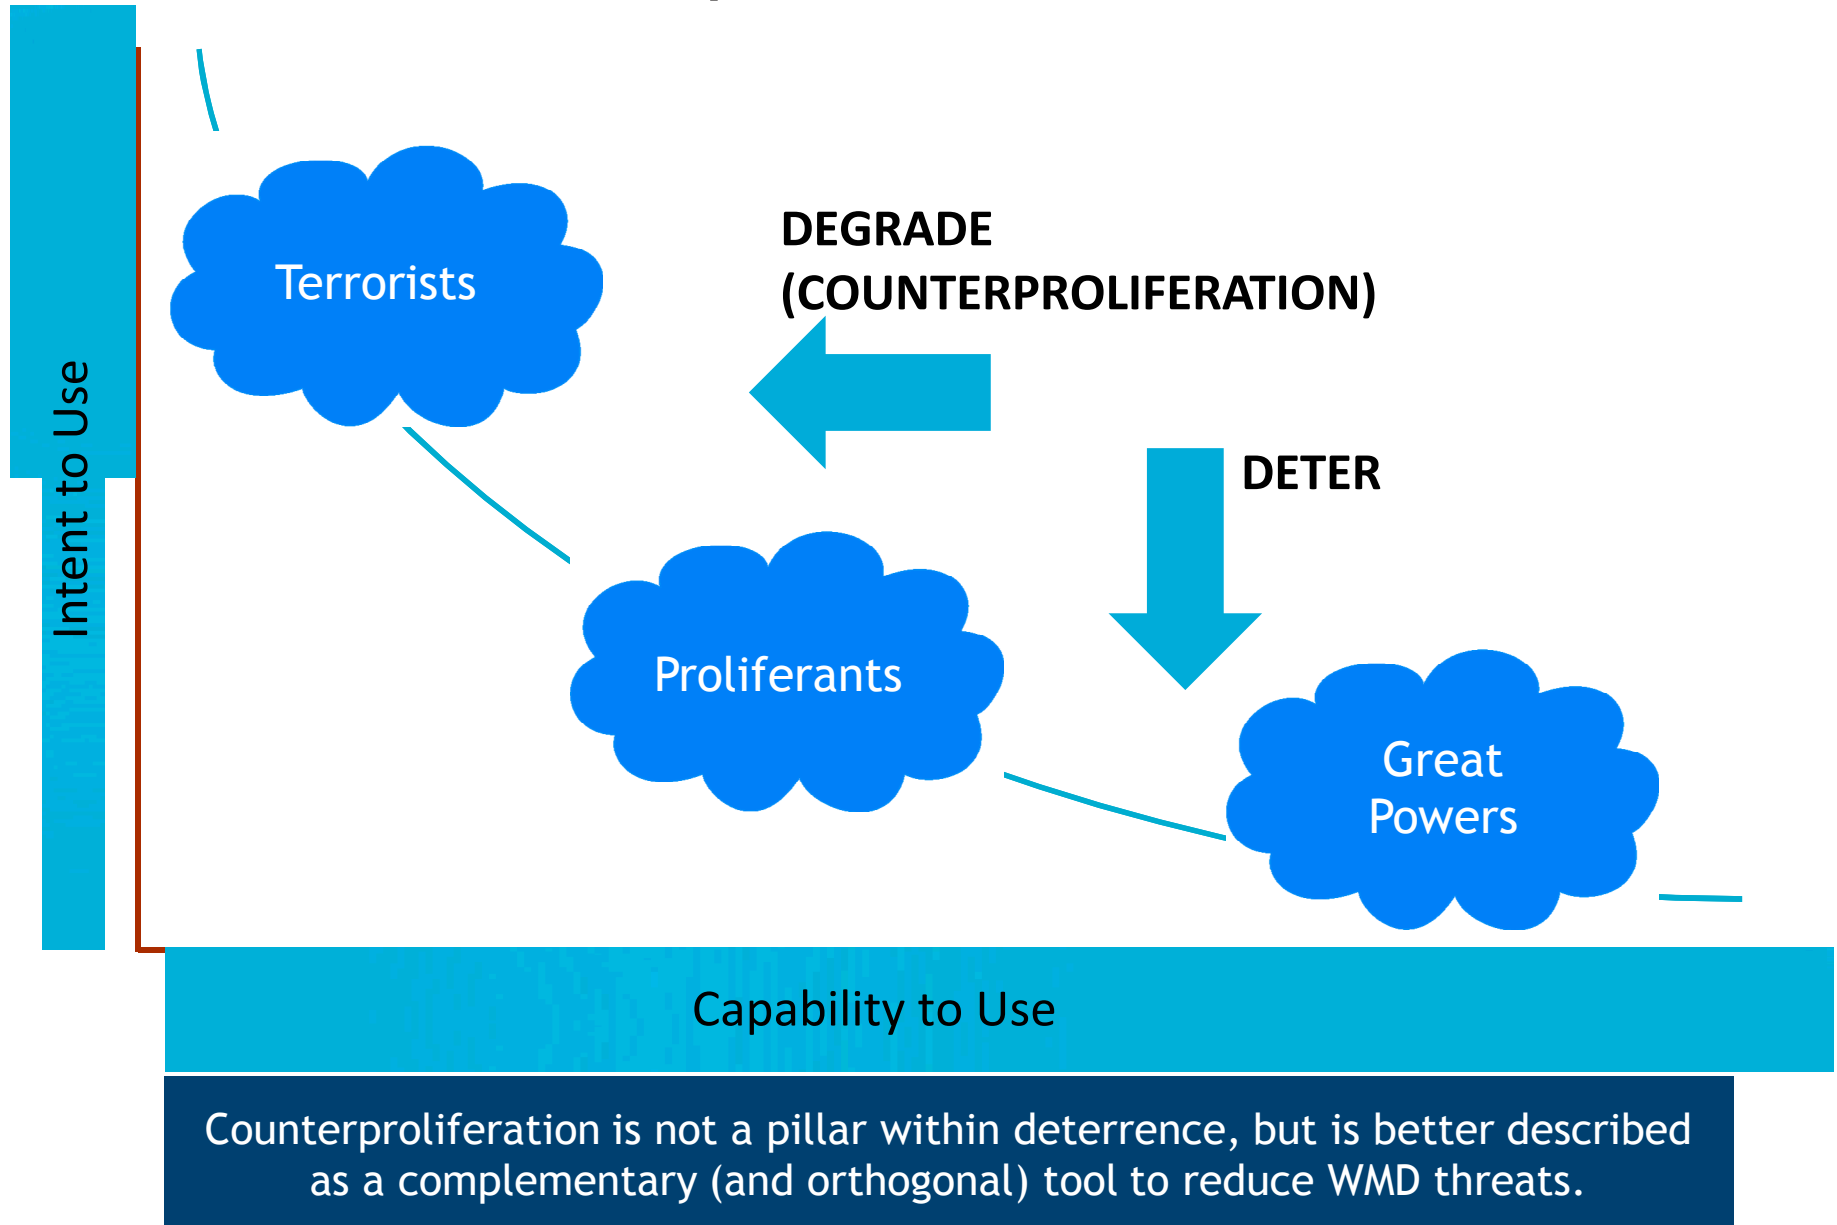 DEGRADE
(COUNTERPROLIFERATION)
Terrorists
DETER
Intent to Use
Proliferants
Great
Powers
Capability to Use
Counterproliferation is not a pillar within deterrence, but is better described
as a complementary (and orthogonal) tool to reduce WMD threats.